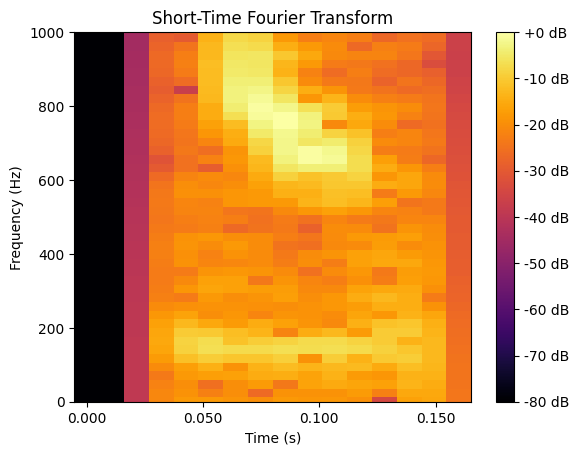 Short-Time Fourier Transform
1000
800
600
400
200
0
Frequency (Hz)
0.000
0.050
0.100
0.150
Time (s)
+0 dB
-10 dB
-20 dB
-30 dB
-40 dB
-50 dB
-60 dB
-70 dB
-80 dB